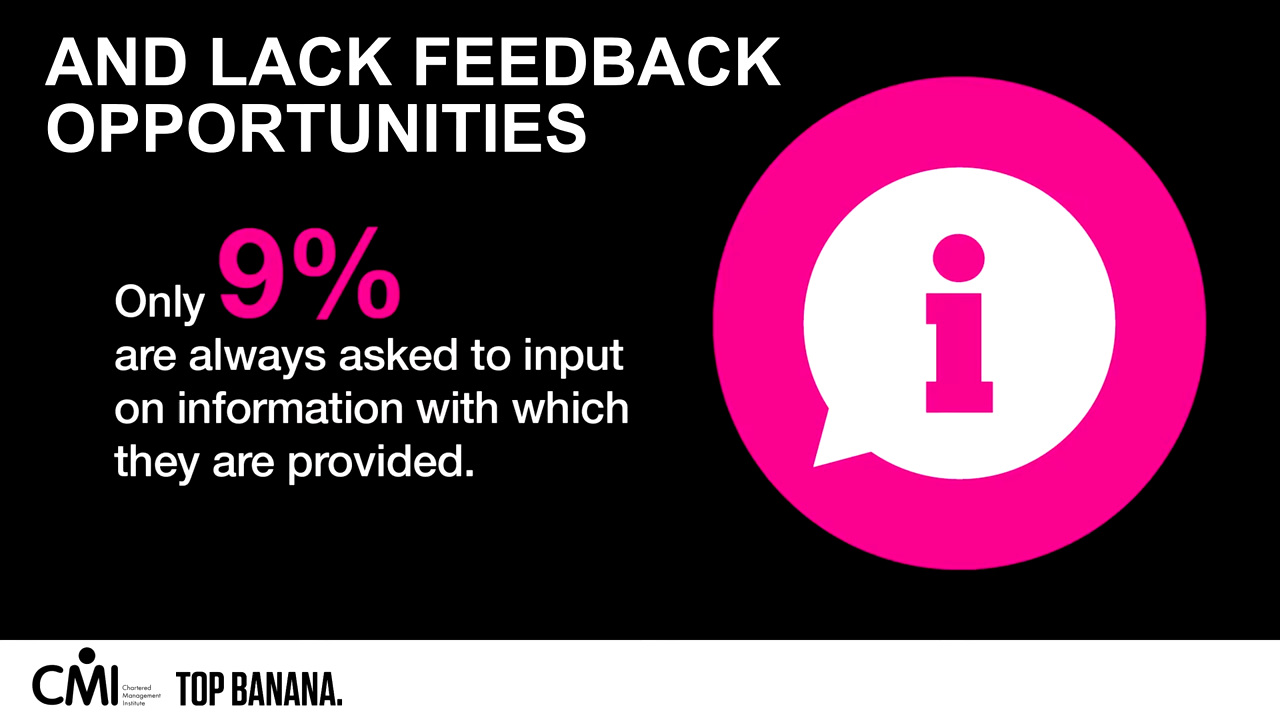 AND LACK FEEDBACK
OPPORTUNITIES
Only 9%
are always asked to input
on information with which
they are provided.
i
CMI Chartered
Management
Institute
TOP BANANA.